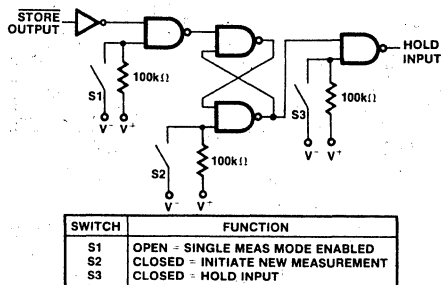 STORE
OUTPUT
HOLD
INPUT
100kΩ
S1
V⁻ V⁺
100kΩ
S3
V⁻ V⁺
100kΩ
S2
V⁻ V⁺
SWITCH FUNCTION
S1 OPEN = SINGLE MEAS MODE ENABLED
S2 CLOSED = INITIATE NEW MEASUREMENT
S3 CLOSED = HOLD INPUT